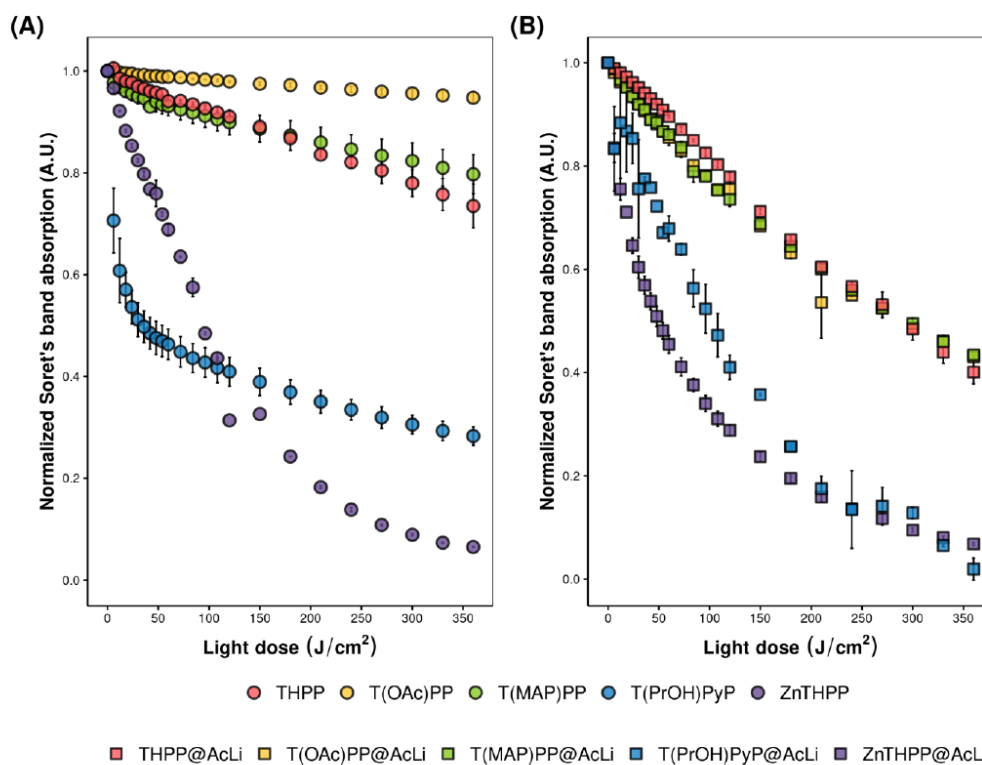 (A)
(B)
Normalized Soret's band absorption (A.U.)
1.0
0.8
0.6
0.4
0.2
0.0
0 50 100 150 200 250 300 350
Light dose (J/cm²)
Normalized Soret's band absorption (A.U.)
1.0
0.8
0.6
0.4
0.2
0.0
0 50 100 150 200 250 300 350
Light dose (J/cm²)
THPP T(OAc)PP T(MAP)PP T(PrOH)PyP ZnTHPP
THPP@AcLi T(OAc)PP@AcLi T(MAP)PP@AcLi T(PrOH)PyP@AcLi ZnTHPP@AcL